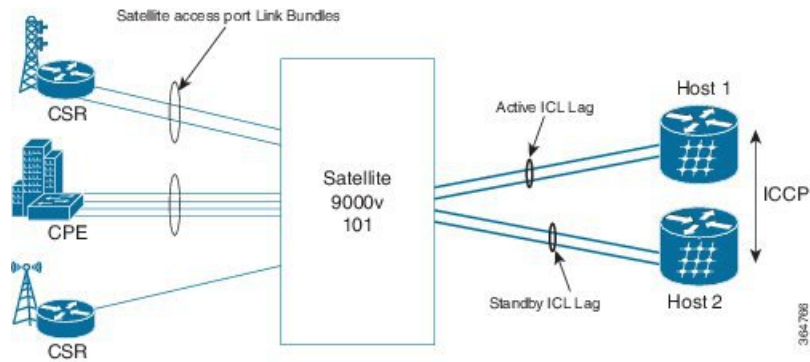 Satellite access port Link Bundles
CSR
CPE
CSR
Satellite
9000v
101
Active ICL Lag
Standby ICL Lag
Host 1
ICCP
Host 2
364766